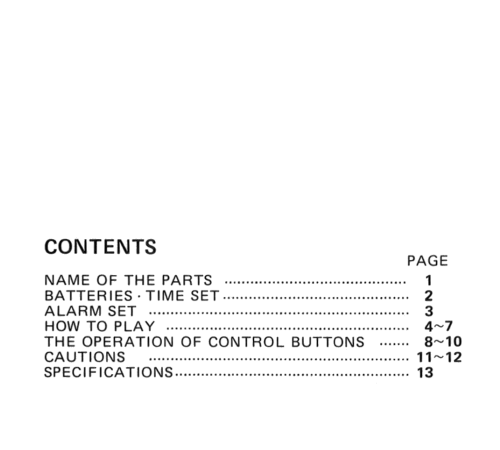 CONTENTS
PAGE
NAME OF THE PARTS .......................................... 1
BATTERIES · TIME SET .......................................... 2
ALARM SET ............................................................ 3
HOW TO PLAY ........................................................ 4~7
THE OPERATION OF CONTROL BUTTONS ....... 8~10
CAUTIONS ............................................................ 11~12
SPECIFICATIONS ...................................................... 13